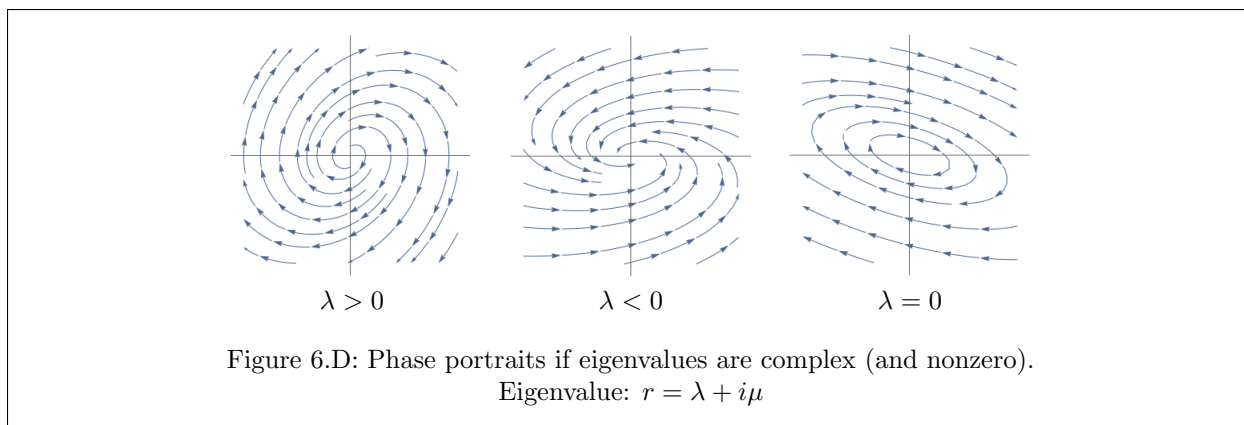 λ > 0 λ < 0 λ = 0
Figure 6.D: Phase portraits if eigenvalues are complex (and nonzero).
Eigenvalue: r = λ + iμ